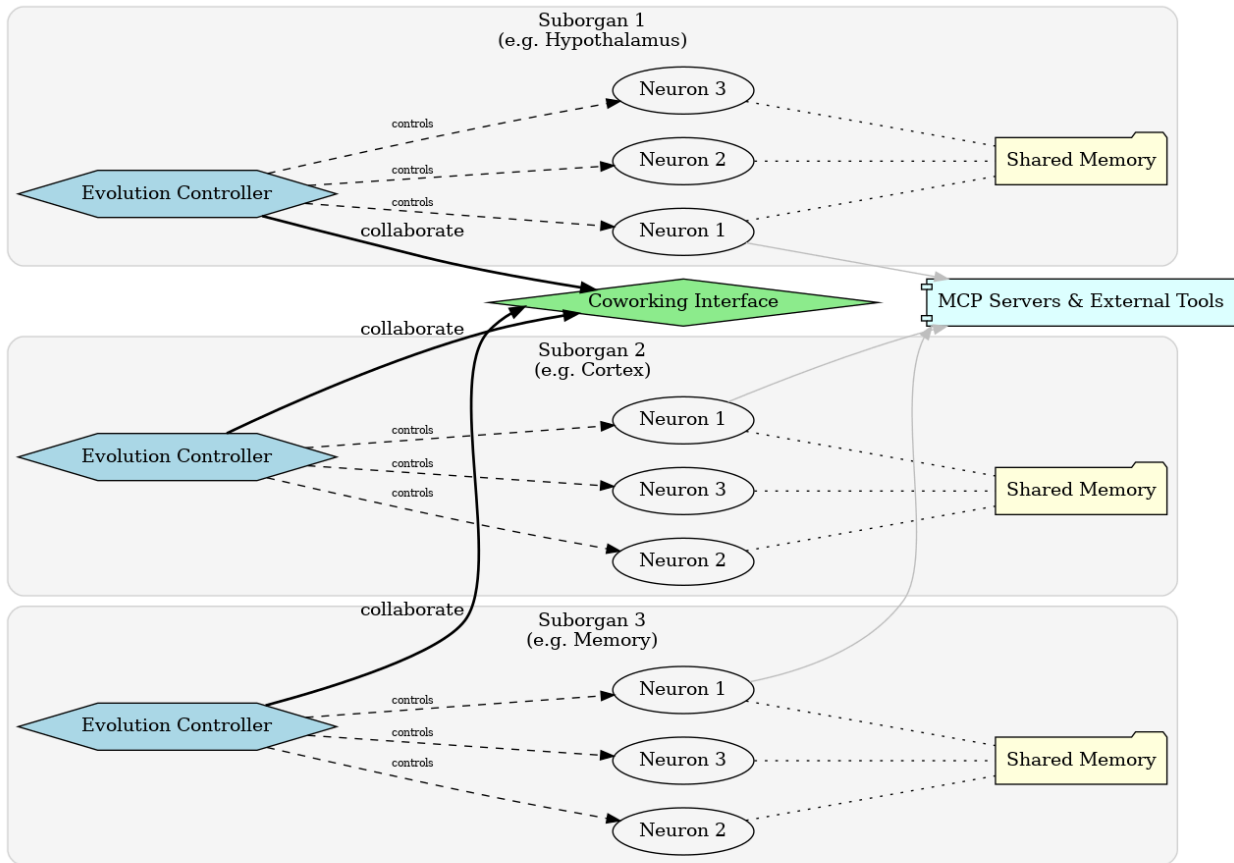 Suborgan 1
(e.g. Hypothalamus)
Neuron 3
controls
Neuron 2
Shared Memory
controls
Evolution Controller
controls
Neuron 1
collaborate
Coworking Interface
MCP Servers & External Tools
collaborate
Suborgan 2
(e.g. Cortex)
Neuron 1
controls
Evolution Controller
controls
Neuron 3
Shared Memory
controls
Neuron 2
collaborate
Suborgan 3
(e.g. Memory)
Neuron 1
controls
Evolution Controller
controls
Neuron 3
Shared Memory
controls
Neuron 2